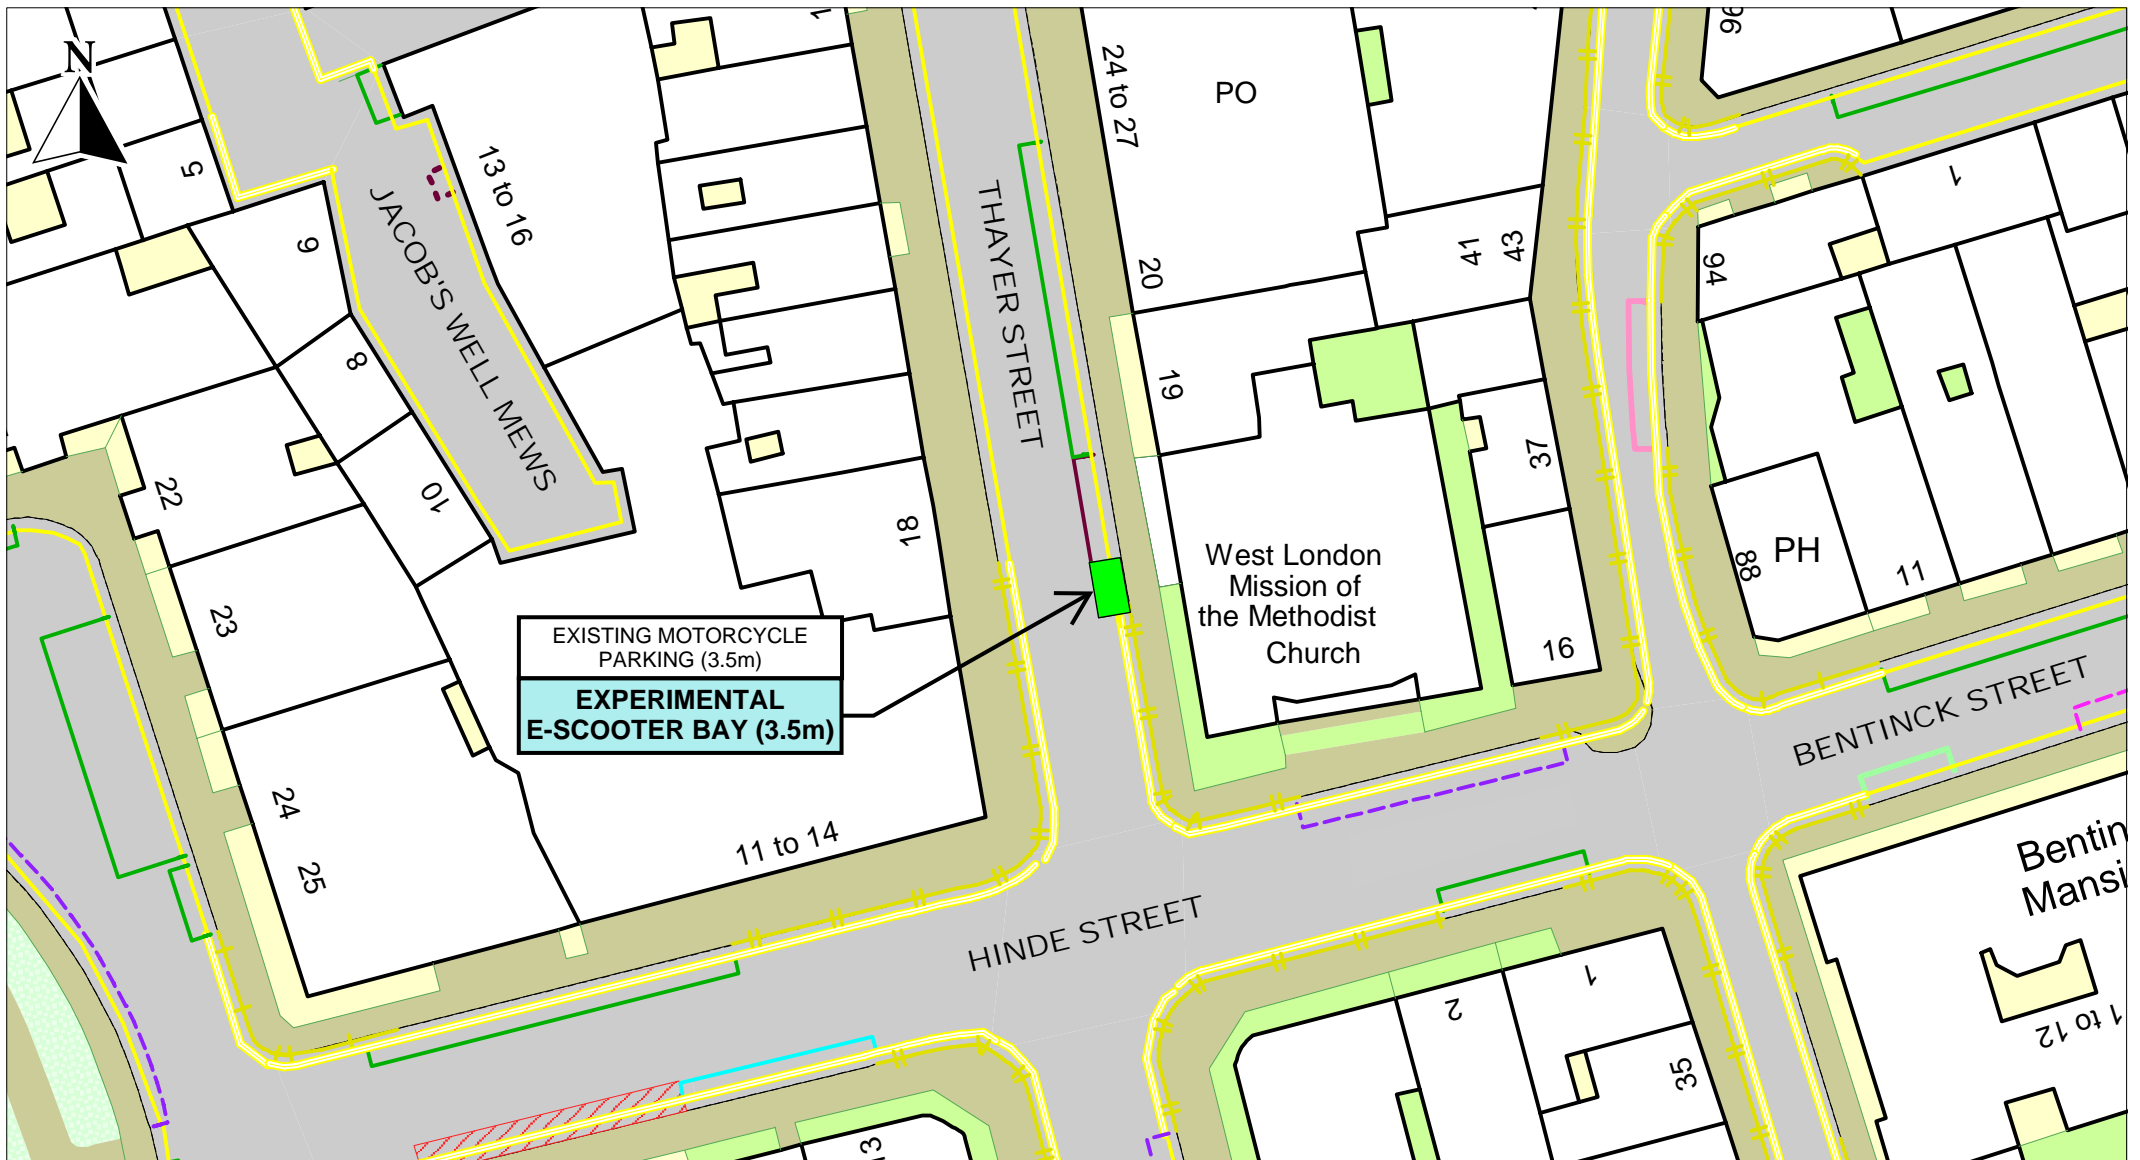 N
5
9
8
10
JACOB'S WELL MEWS
13 to 16
1
THAYER STREET
24 to 27
PO
20
19
41
43
37
96
1
94
22
23
24
25
18
EXISTING MOTORCYCLE
PARKING (3.5m)
EXPERIMENTAL
E-SCOOTER BAY (3.5m)
West London
Mission of
the Methodist
Church
16
88
PH
11
BENTINCK STREET
11 to 14
HINDE STREET
Bentin
Mansi
1 to 12
2
1
35
13